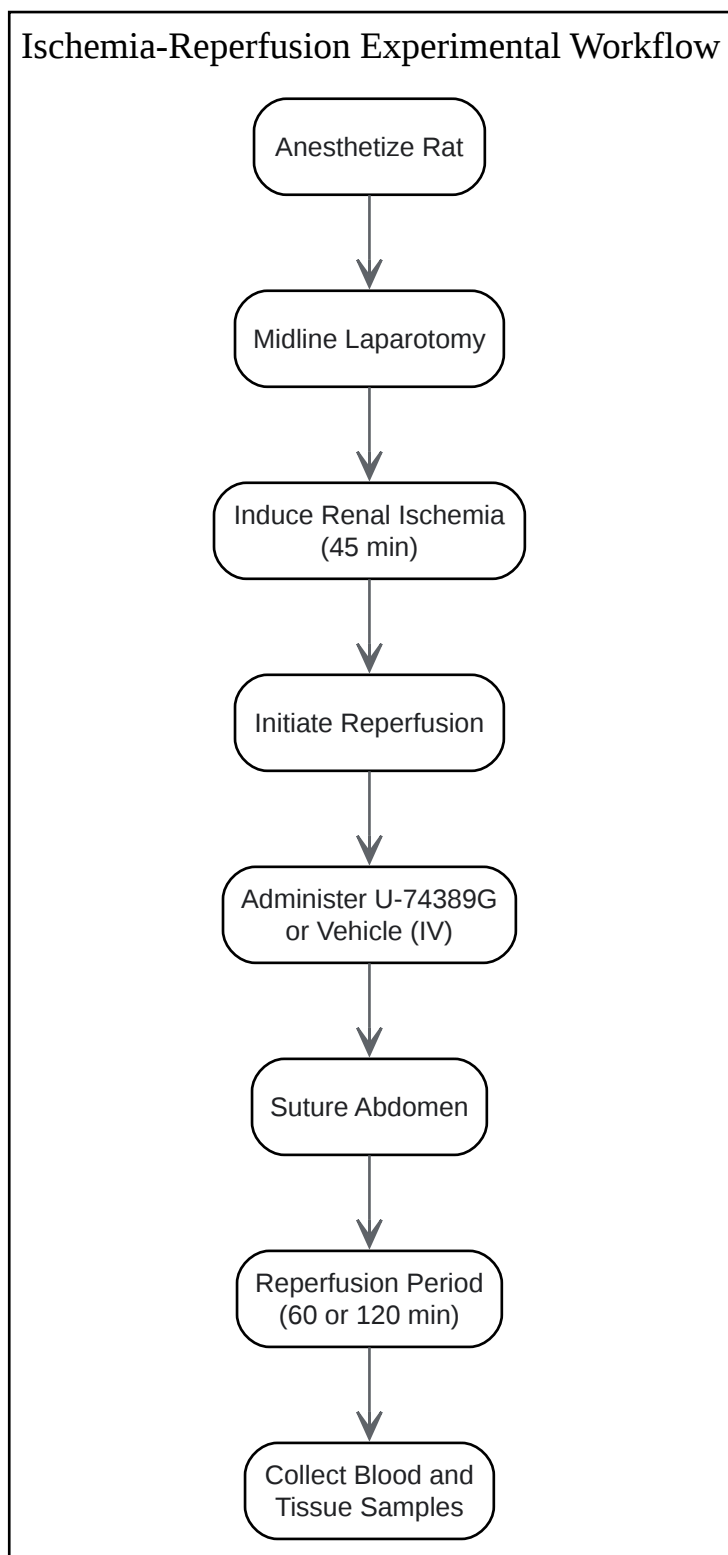 Ischemia-Reperfusion Experimental Workflow
Anesthetize Rat
Midline Laparotomy
Induce Renal Ischemia
(45 min)
Initiate Reperfusion
Administer U-74389G
or Vehicle (IV)
Suture Abdomen
Reperfusion Period
(60 or 120 min)
Collect Blood and
Tissue Samples